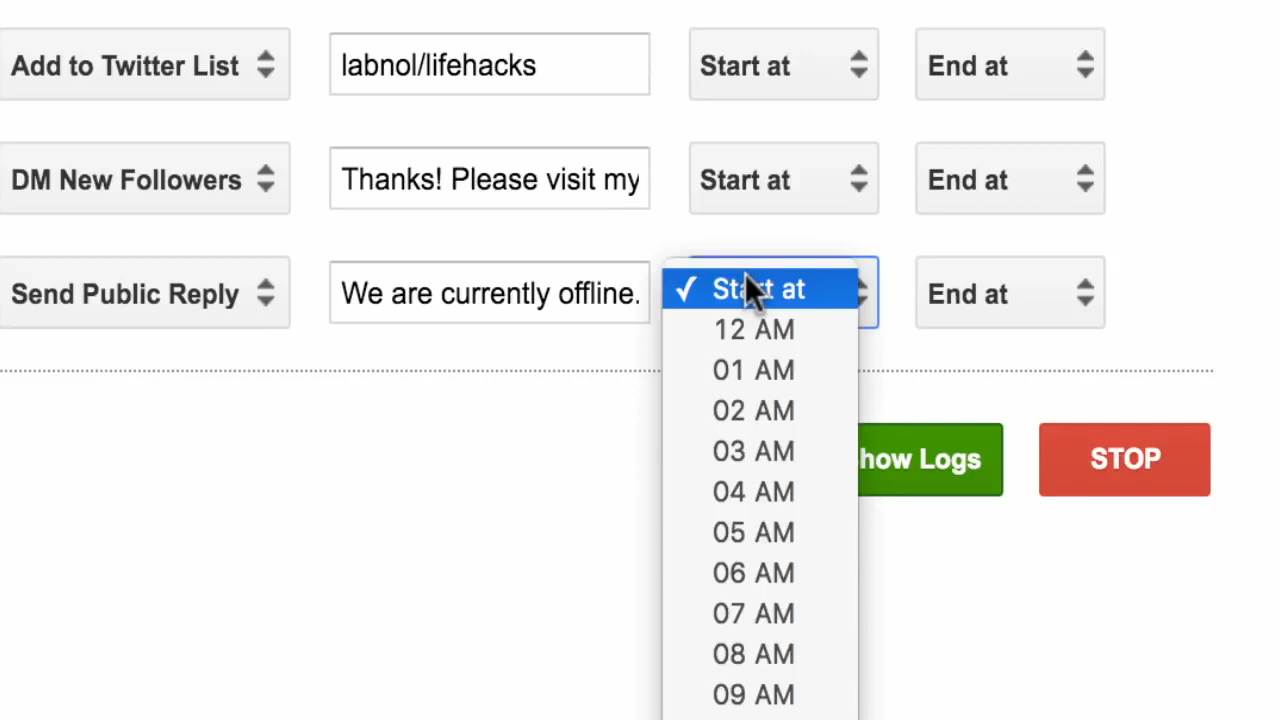 Add to Twitter List labnol/lifehacks Start at End at
DM New Followers Thanks! Please visit my Start at End at
Send Public Reply We are currently offline. Start at End at
12 AM
01 AM
02 AM
03 AM
04 AM
how Logs STOP
05 AM
06 AM
07 AM
08 AM
09 AM